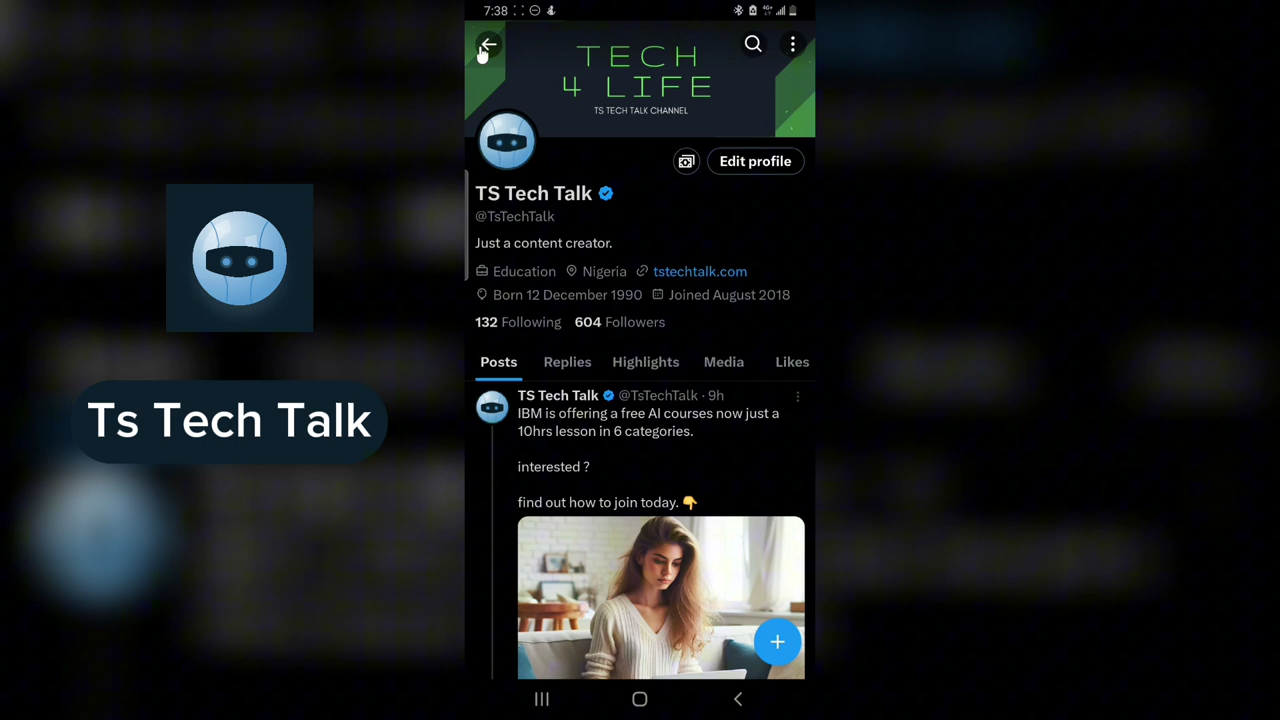 7:38
4G+
TECH
4 LIFE
TS TECH TALK CHANNEL
Edit profile
TS Tech Talk
@TsTechTalk
Just a content creator.
Education Nigeria tstechtalk.com
Born 12 December 1990 Joined August 2018
132 Following 604 Followers
Posts Replies Highlights Media Likes
TS Tech Talk @TsTechTalk · 9h
IBM is offering a free AI courses now just a
10hrs lesson in 6 categories.
interested ?
find out how to join today. 👇
Ts Tech Talk